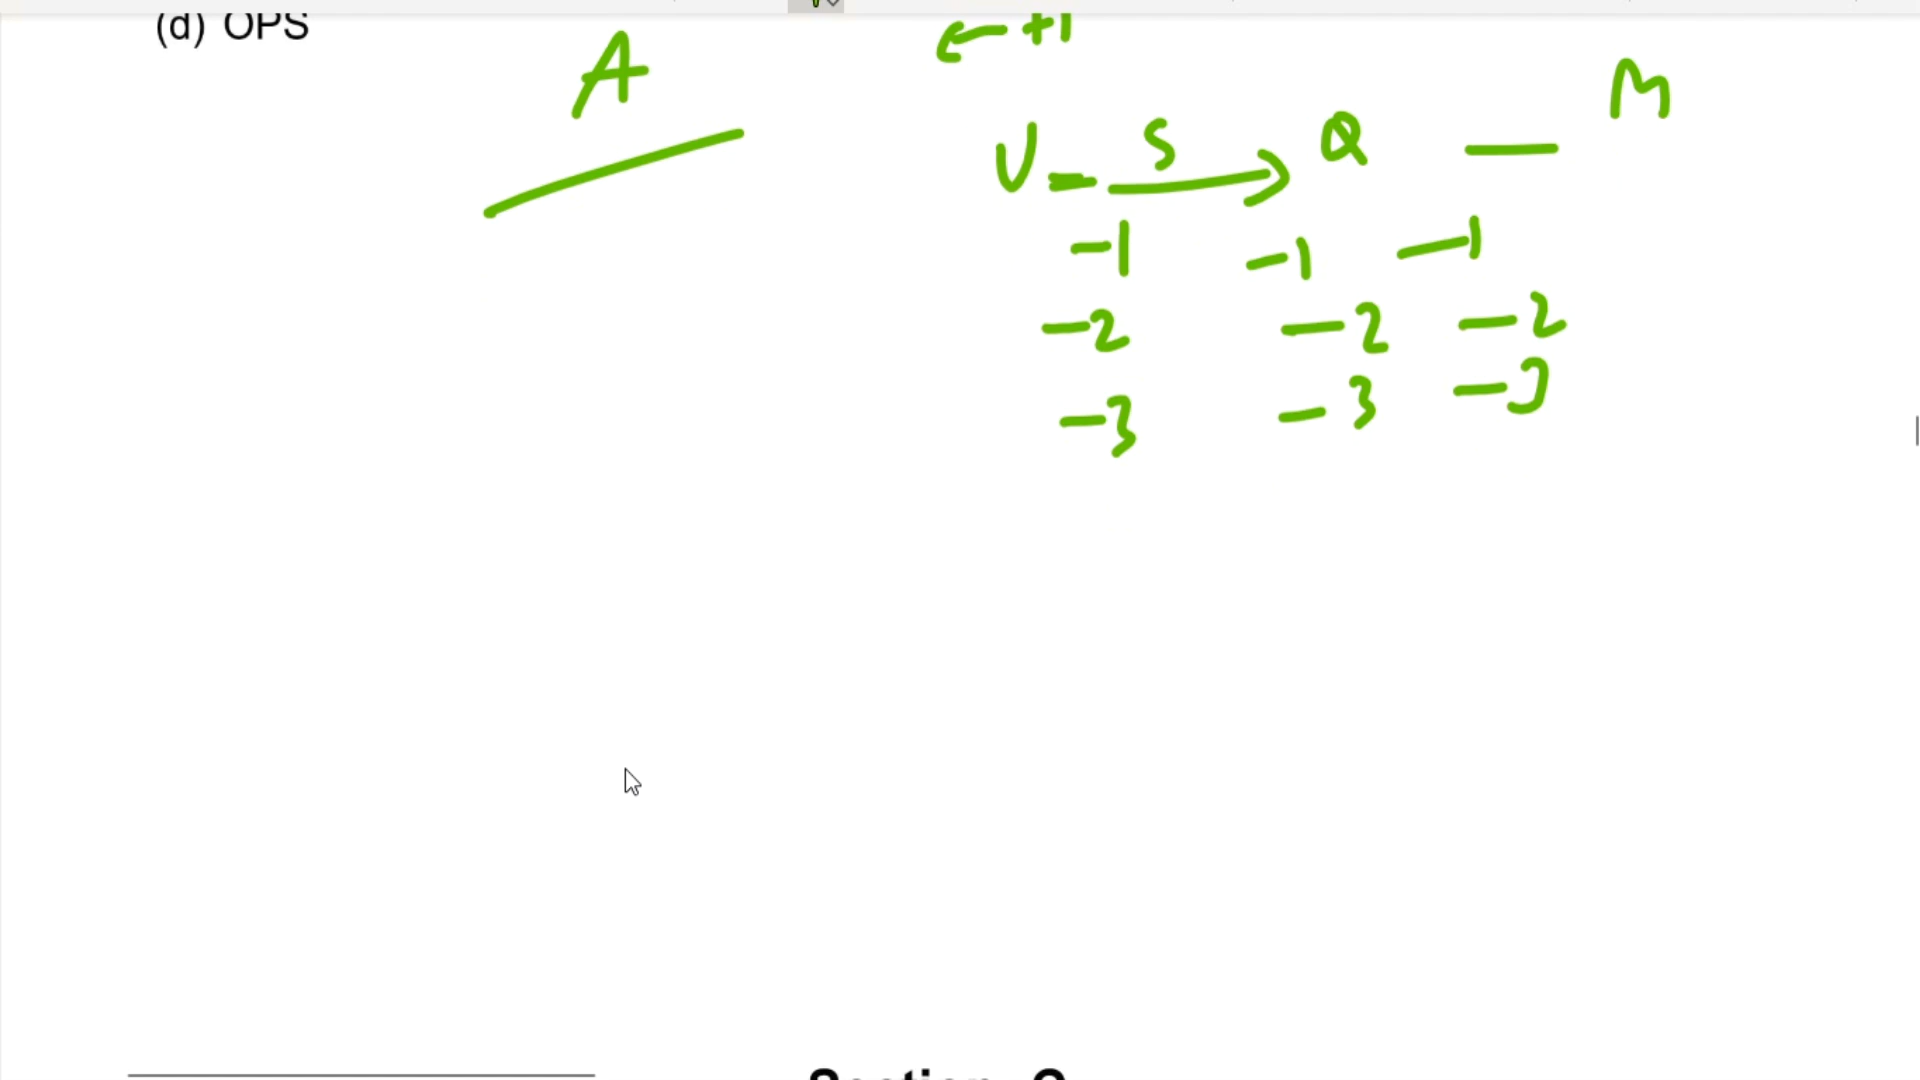 (d) OPS
A
← +1
V = S → Q — M
-1 -1 -1
-2 -2 -2
-3 -3 -3